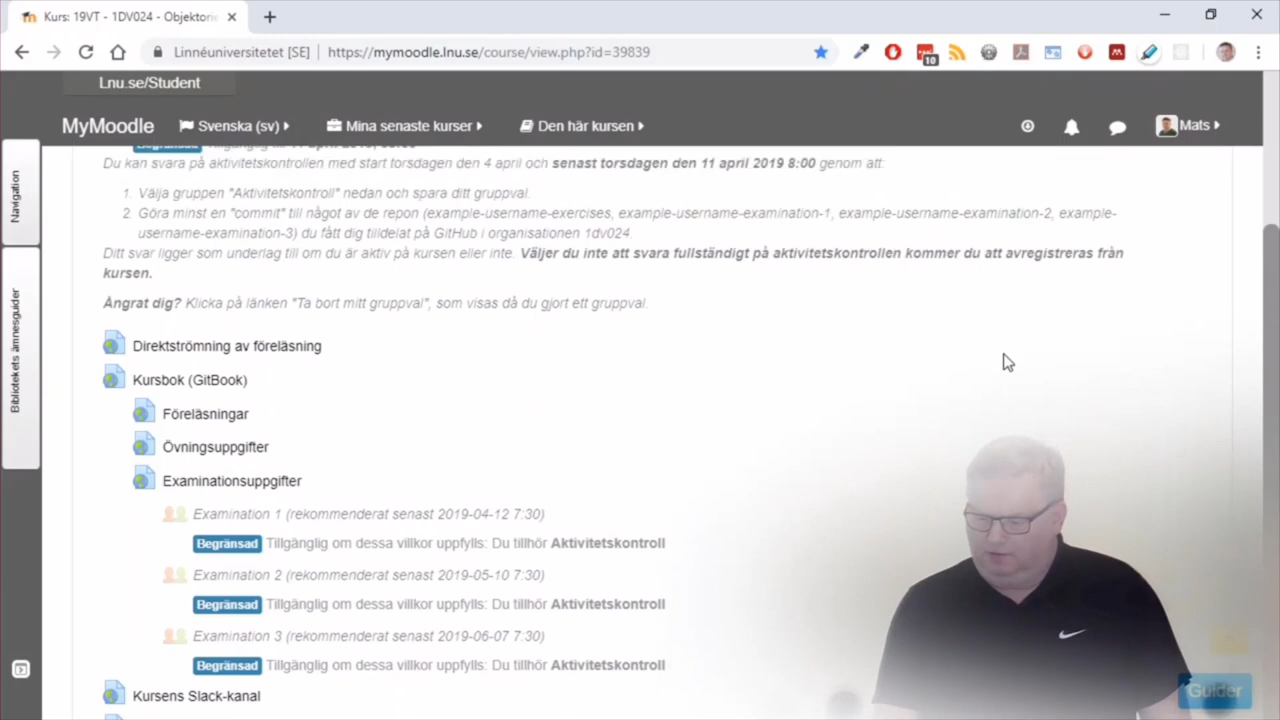 Kurs: 19VT - 1DV024 - Objektorie
Linnéuniversitetet [SE] | https://mymoodle.lnu.se/course/view.php?id=39839
10
Lnu.se/Student
MyMoodle Svenska (sv) Mina senaste kurser Den här kursen Mats
Du kan svara på aktivitetskontrollen med start torsdagen den 4 april och senast torsdagen den 11 april 2019 8:00 genom att:
1. Välja gruppen "Aktivitetskontroll" nedan och spara ditt gruppval.
2. Göra minst en "commit" till något av de repon (example-username-exercises, example-username-examination-1, example-username-examination-2, example-
username-examination-3) du fått dig tilldelat på GitHub i organisationen 1dv024.
Ditt svar ligger som underlag till om du är aktiv på kursen eller inte. Väljer du inte att svara fullständigt på aktivitetskontrollen kommer du att avregistreras från
kursen.
Ångrat dig? Klicka på länken "Ta bort mitt gruppval", som visas då du gjort ett gruppval.
Direktströmning av föreläsning
Kursbok (GitBook)
Föreläsningar
Övningsuppgifter
Examinationsuppgifter
Examination 1 (rekommenderat senast 2019-04-12 7:30)
Begränsad Tillgänglig om dessa villkor uppfylls: Du tillhör Aktivitetskontroll
Examination 2 (rekommenderat senast 2019-05-10 7:30)
Begränsad Tillgänglig om dessa villkor uppfylls: Du tillhör Aktivitetskontroll
Examination 3 (rekommenderat senast 2019-06-07 7:30)
Begränsad Tillgänglig om dessa villkor uppfylls: Du tillhör Aktivitetskontroll
Kursens Slack-kanal
Navigation
Bibliotekets ämnesguider
Guider